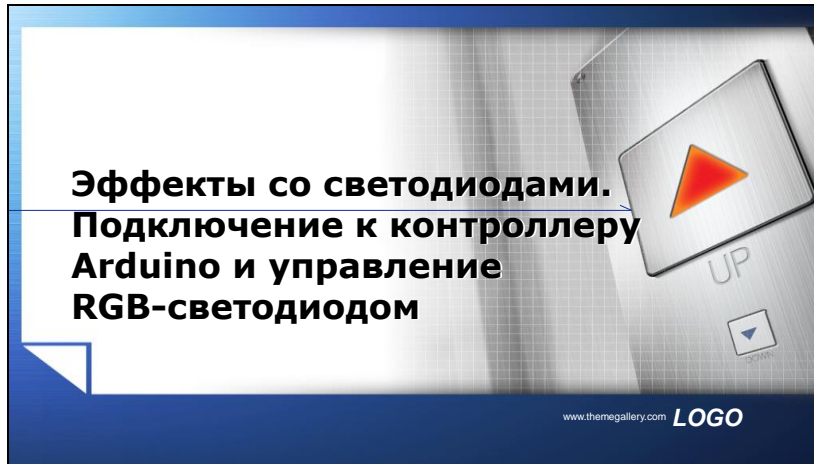 Эффекты со светодиодами.
Подключение к контроллеру
Arduino и управление
RGB-светодиодом
UP
DOWN
www.themegallery.com LOGO